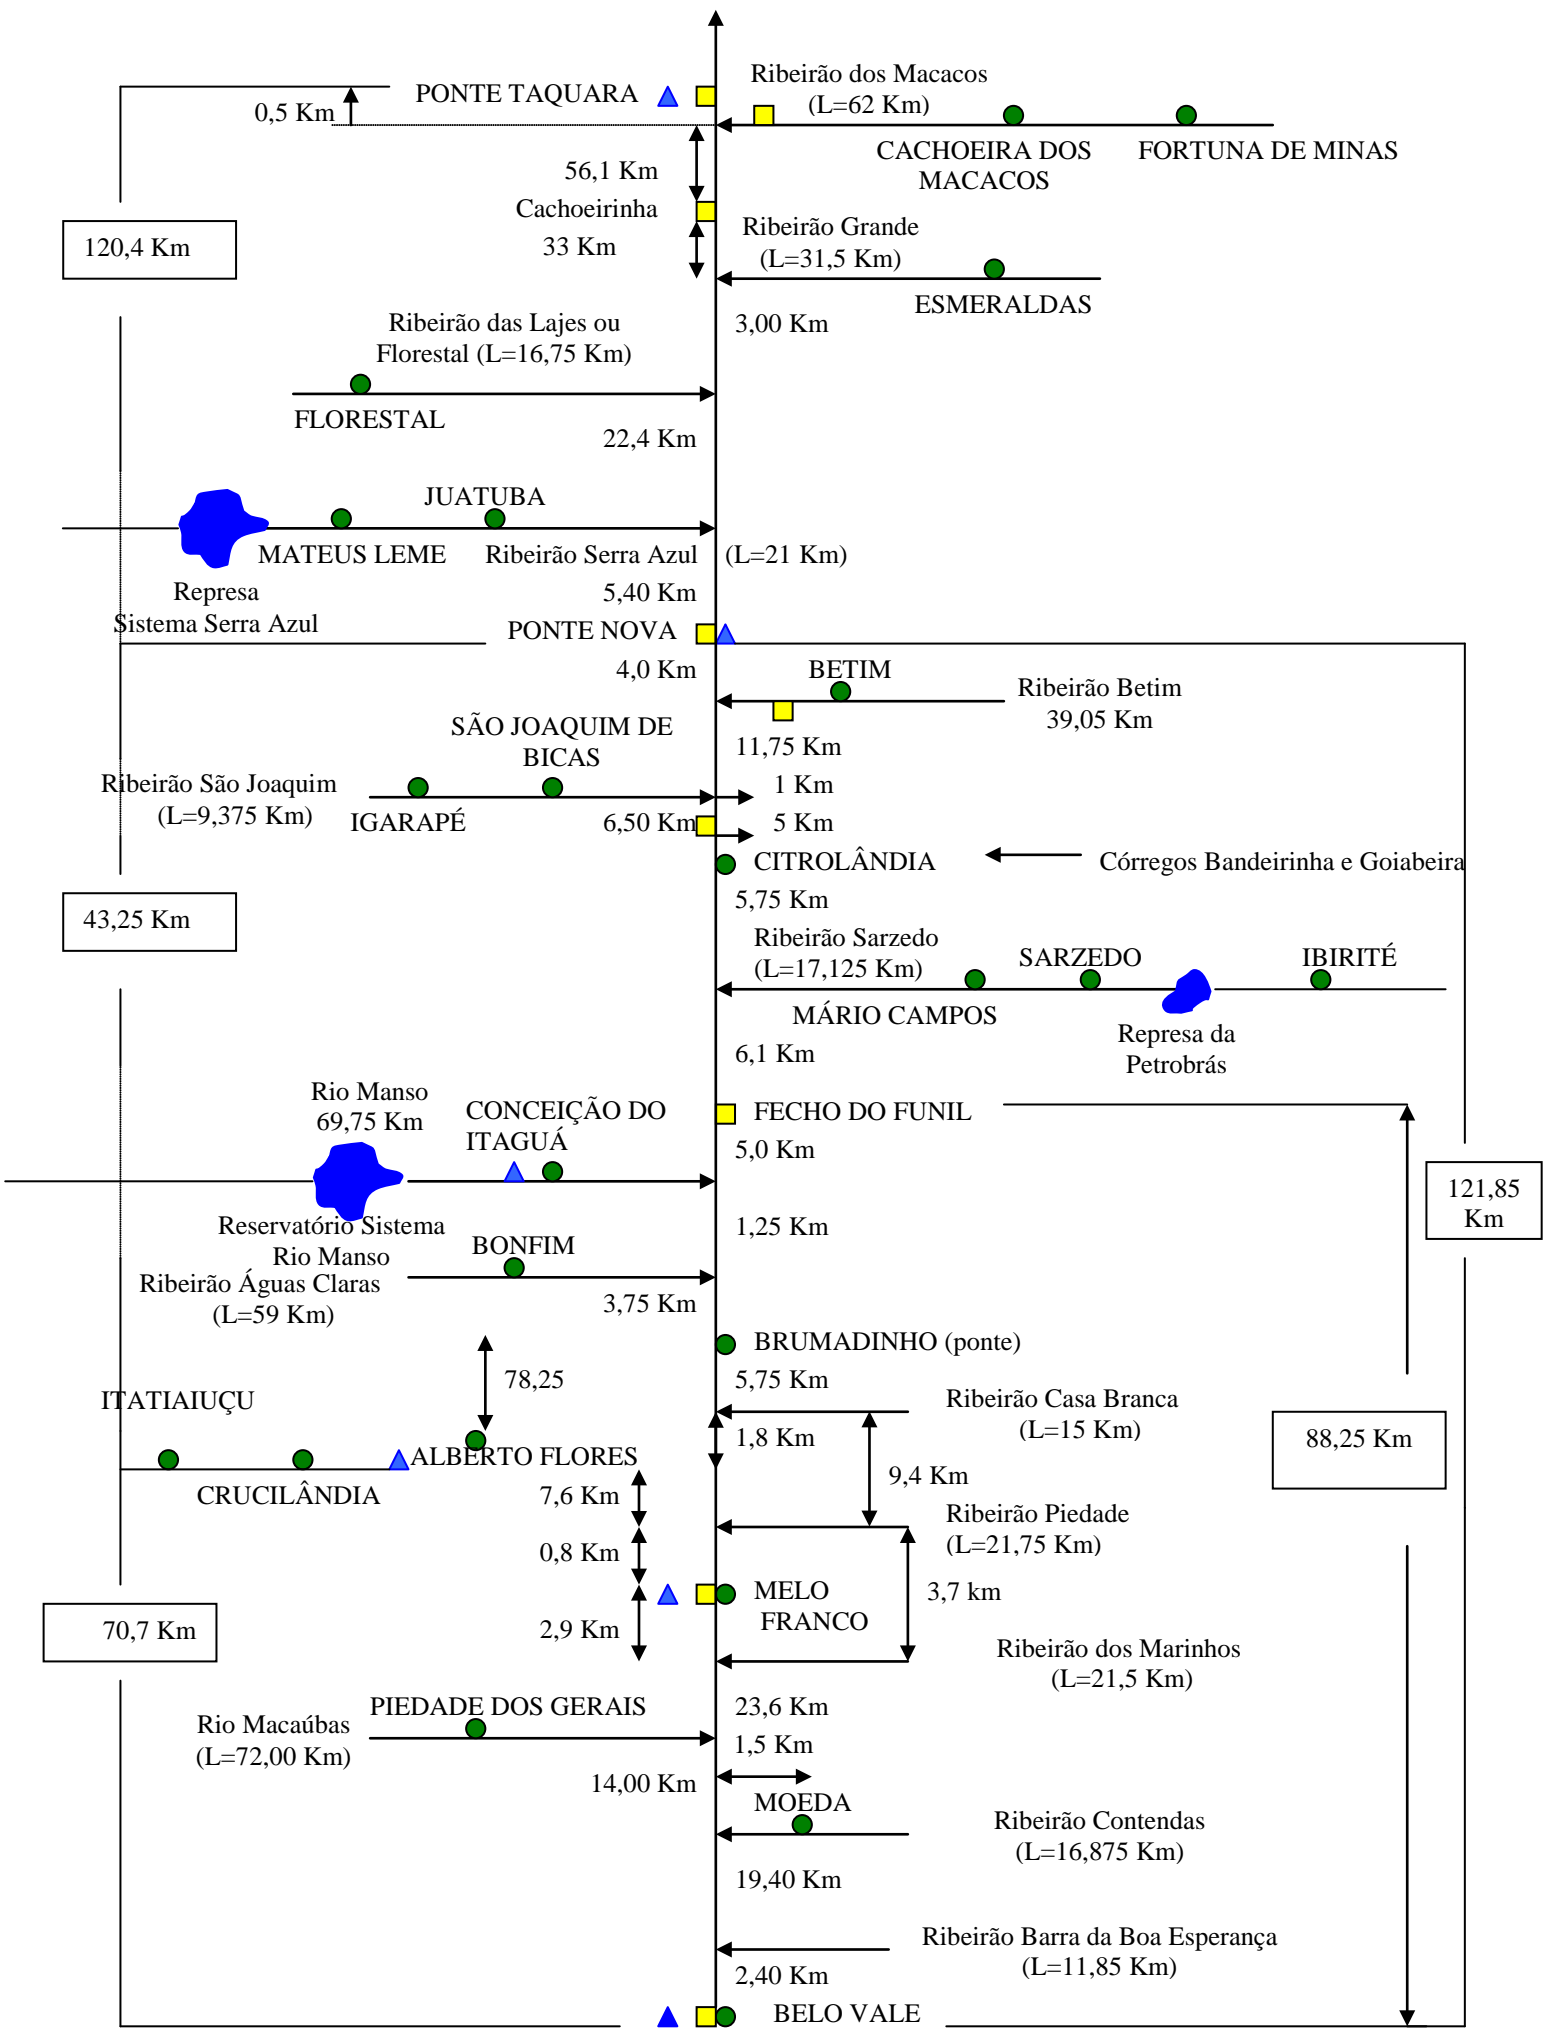 PONTE TAQUARA
Ribeirão dos Macacos
(L=62 Km)
0,5 Km
CACHOEIRA DOS
MACACOS
FORTUNA DE MINAS
56,1 Km
Cachoeirinha
33 Km
Ribeirão Grande
(L=31,5 Km)
120,4 Km
ESMERALDAS
Ribeirão das Lajes ou
Florestal (L=16,75 Km)
3,00 Km
FLORESTAL
22,4 Km
JUATUBA
MATEUS LEME
Ribeirão Serra Azul
(L=21 Km)
Represa
Sistema Serra Azul
5,40 Km
PONTE NOVA
4,0 Km
BETIM
Ribeirão Betim
39,05 Km
SÃO JOAQUIM DE
BICAS
11,75 Km
Ribeirão São Joaquim
(L=9,375 Km)
1 Km
IGARAPÉ
6,50 Km
5 Km
CITROLÂNDIA
Córregos Bandeirinha e Goiabeira
5,75 Km
43,25 Km
Ribeirão Sarzedo
(L=17,125 Km)
SARZEDO
IBIRITÉ
MÁRIO CAMPOS
Represa da
Petrobrás
6,1 Km
Rio Manso
69,75 Km
CONCEIÇÃO DO
ITAGUÁ
FECHO DO FUNIL
5,0 Km
121,85
Km
Reservatório Sistema
Rio Manso
1,25 Km
BONFIM
Ribeirão Águas Claras
(L=59 Km)
3,75 Km
BRUMADINHO (ponte)
78,25
5,75 Km
ITATIAIUÇU
Ribeirão Casa Branca
(L=15 Km)
1,8 Km
88,25 Km
ALBERTO FLORES
CRUCILÂNDIA
9,4 Km
7,6 Km
Ribeirão Piedade
(L=21,75 Km)
0,8 Km
MELO
FRANCO
3,7 km
70,7 Km
2,9 Km
Ribeirão dos Marinhos
(L=21,5 Km)
PIEDADE DOS GERAIS
23,6 Km
Rio Macaúbas
(L=72,00 Km)
1,5 Km
14,00 Km
MOEDA
Ribeirão Contendas
(L=16,875 Km)
19,40 Km
Ribeirão Barra da Boa Esperança
(L=11,85 Km)
2,40 Km
BELO VALE